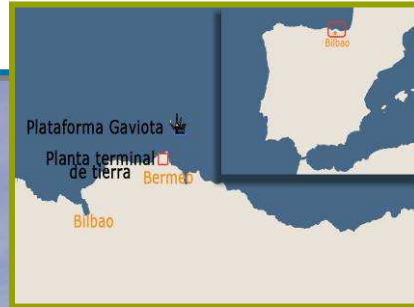 Bilbao
Plataforma Gaviota
Planta terminal
de tierra
Bermeo
Bilbao